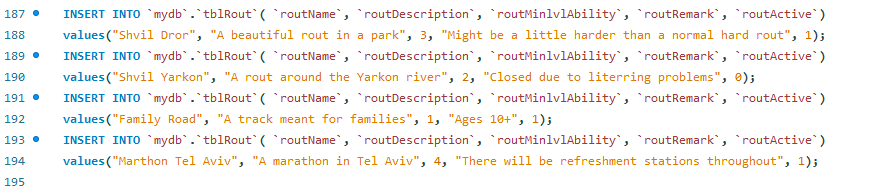 187 INSERT INTO `mydb`.`tblRout`( `routName`, `routDescription`, `routMinlvlAbility`, `routRemark`, `routActive`)
188 values("Shvil Dror", "A beautiful rout in a park", 3, "Might be a little harder than a normal hard rout", 1);
189 INSERT INTO `mydb`.`tblRout`( `routName`, `routDescription`, `routMinlvlAbility`, `routRemark`, `routActive`)
190 values("Shvil Yarkon", "A rout around the Yarkon river", 2, "Closed due to literring problems", 0);
191 INSERT INTO `mydb`.`tblRout`( `routName`, `routDescription`, `routMinlvlAbility`, `routRemark`, `routActive`)
192 values("Family Road", "A track meant for families", 1, "Ages 10+", 1);
193 INSERT INTO `mydb`.`tblRout`( `routName`, `routDescription`, `routMinlvlAbility`, `routRemark`, `routActive`)
194 values("Marthon Tel Aviv", "A marathon in Tel Aviv", 4, "There will be refreshment stations throughout", 1);
195